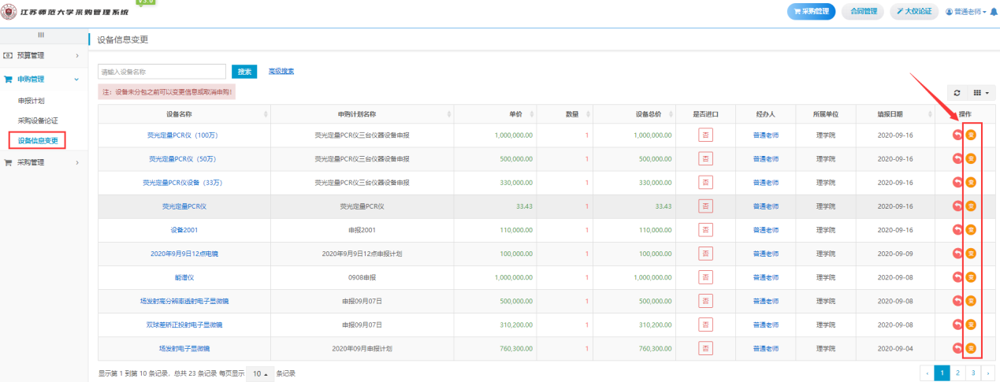 V3.0
江苏师范大学采购管理系统
采购管理 合同管理 大仪论证 普通老师
III
设备信息变更
预算管理
申购管理
申报计划
采购设备论证
设备信息变更
采购管理
请输入设备名称 搜索 高级搜索
注：设备未分包之前可以变更信息或取消申购!
设备名称 申购计划名称 单价 数量 设备总价 是否进口 经办人 所属单位 填报日期 操作
荧光定量PCR仪（100万） 荧光定量PCR仪三台仪器设备申报 1,000,000.00 1 1,000,000.00 否 普通老师 理学院 2020-09-16 变
荧光定量PCR仪（50万） 荧光定量PCR仪三台仪器设备申报 500,000.00 1 500,000.00 否 普通老师 理学院 2020-09-16 变
荧光定量PCR仪设备（33万） 荧光定量PCR仪三台仪器设备申报 330,000.00 1 330,000.00 否 普通老师 理学院 2020-09-16 变
荧光定量PCR仪 荧光定量PCR仪 33.43 1 33.43 否 普通老师 理学院 2020-09-16 变
设备2001 申报2001 110,000.00 1 110,000.00 否 普通老师 理学院 2020-09-16 变
2020年9月9日12点电镜 2020年9月9日12点申报计划 100,000.00 1 100,000.00 否 普通老师 理学院 2020-09-09 变
能谱仪 0908申报 1,000,000.00 1 1,000,000.00 否 普通老师 理学院 2020-09-08 变
场发射高分辨率透射电子显微镜 申报09月07日 500,000.00 1 500,000.00 否 普通老师 理学院 2020-09-08 变
双球差矫正投射电子显微镜 申报09月07日 310,200.00 1 310,200.00 否 普通老师 理学院 2020-09-08 变
场发射电子显微镜 2020年09月申报计划 760,300.00 1 760,300.00 否 普通老师 理学院 2020-09-04 变
显示第 1 到第 10 条记录，总共 23 条记录 每页显示 10 条记录 ‹ 1 2 3 ›